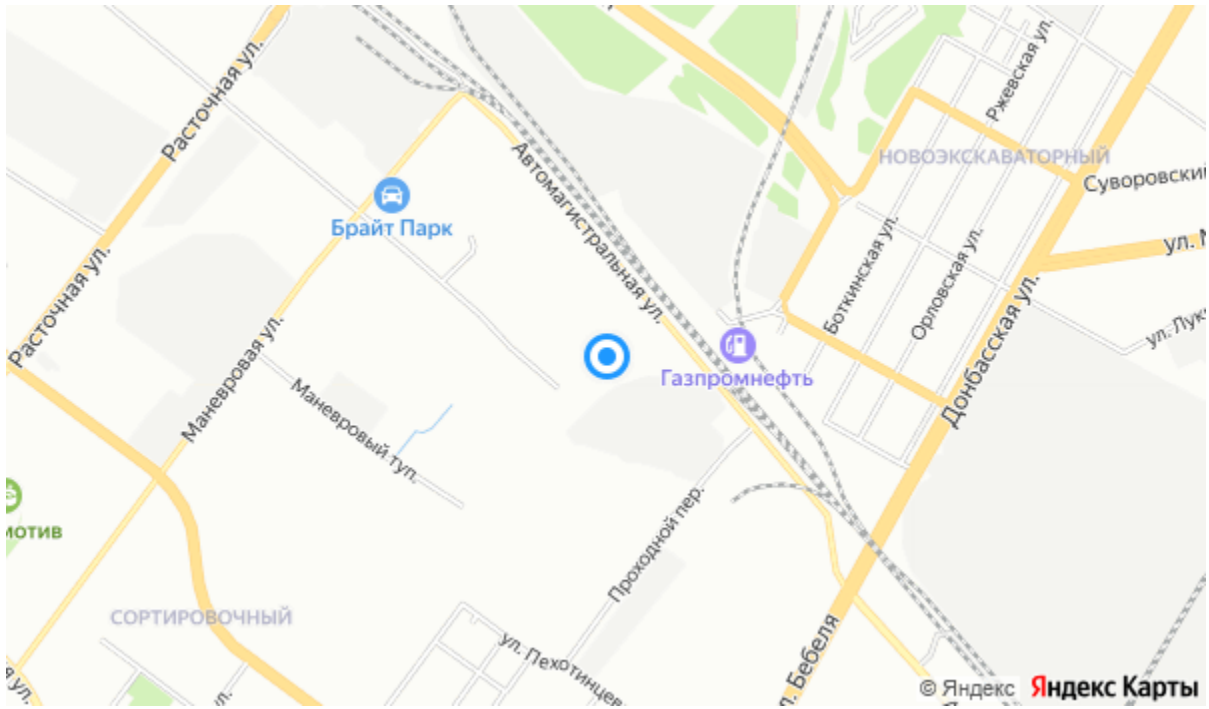 Расточная ул.
Ржевская ул.
Автомагистральная ул.
НОВОЭКСКАВАТОРНЫЙ
Суворовский
Брайт Парк
Расточная ул.
Боткинская ул.
Орловская ул.
ул.
Маневровая ул.
Донбасская ул.
ул. Лук
Газпромнефть
Маневровый туп.
мотив
Проходной пер.
СОРТИРОВОЧНЫЙ
ул. Пехотинцев
ул.
л. Бебеля
я ул.
© Яндекс Яндекс Карты